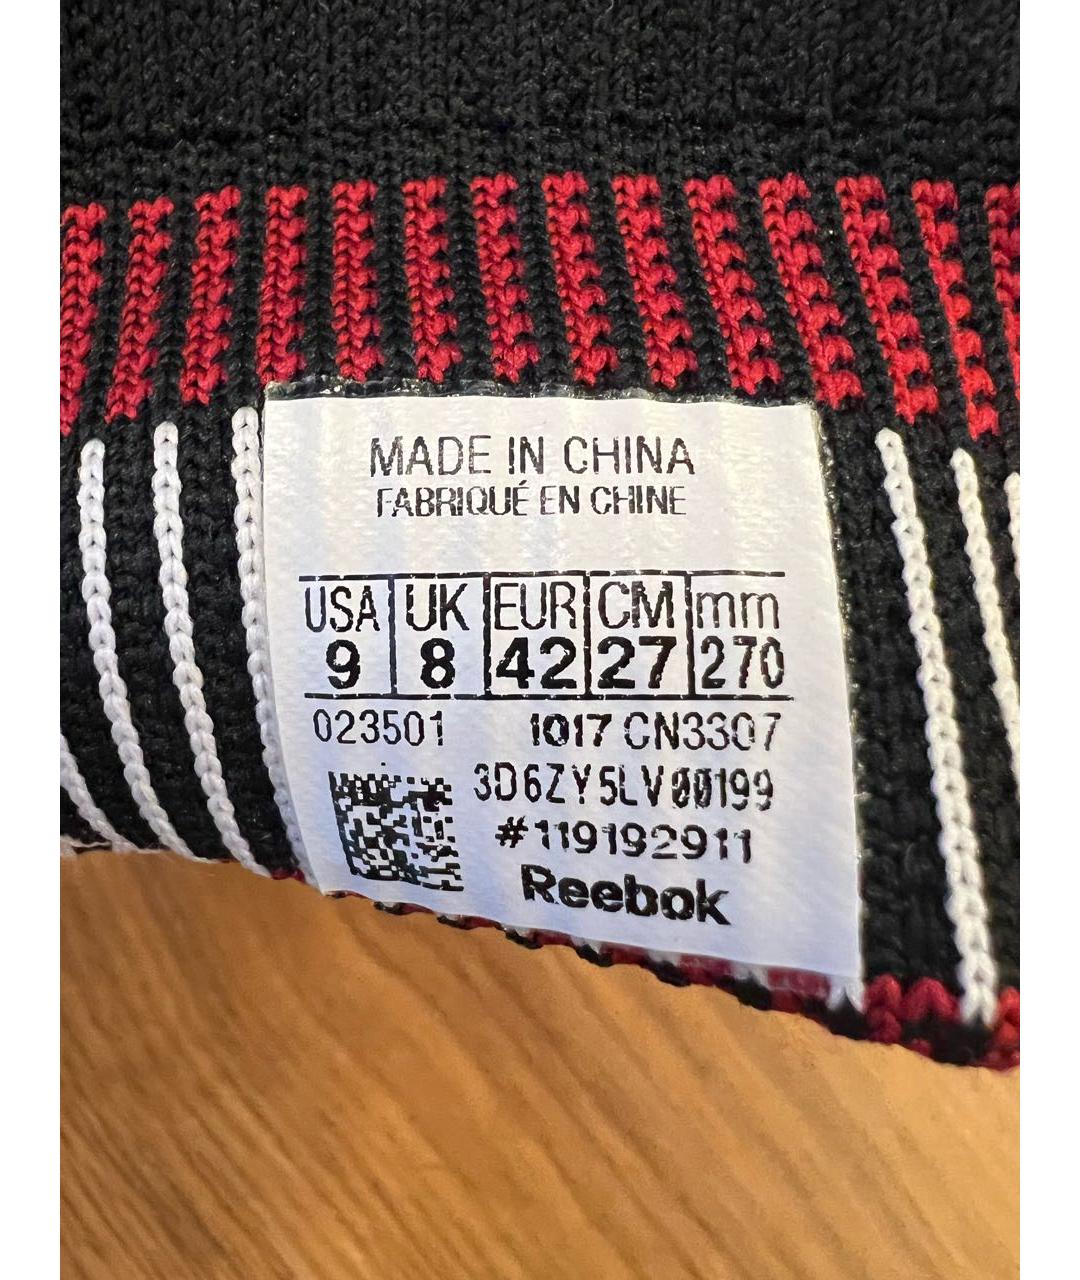 MADE IN CHINA
FABRIQUÉ EN CHINE
USA UK EUR CM mm
9 8 42 27 270
023501 1017 CN3307
3D6ZY5LV00199
#119192911
Reebok